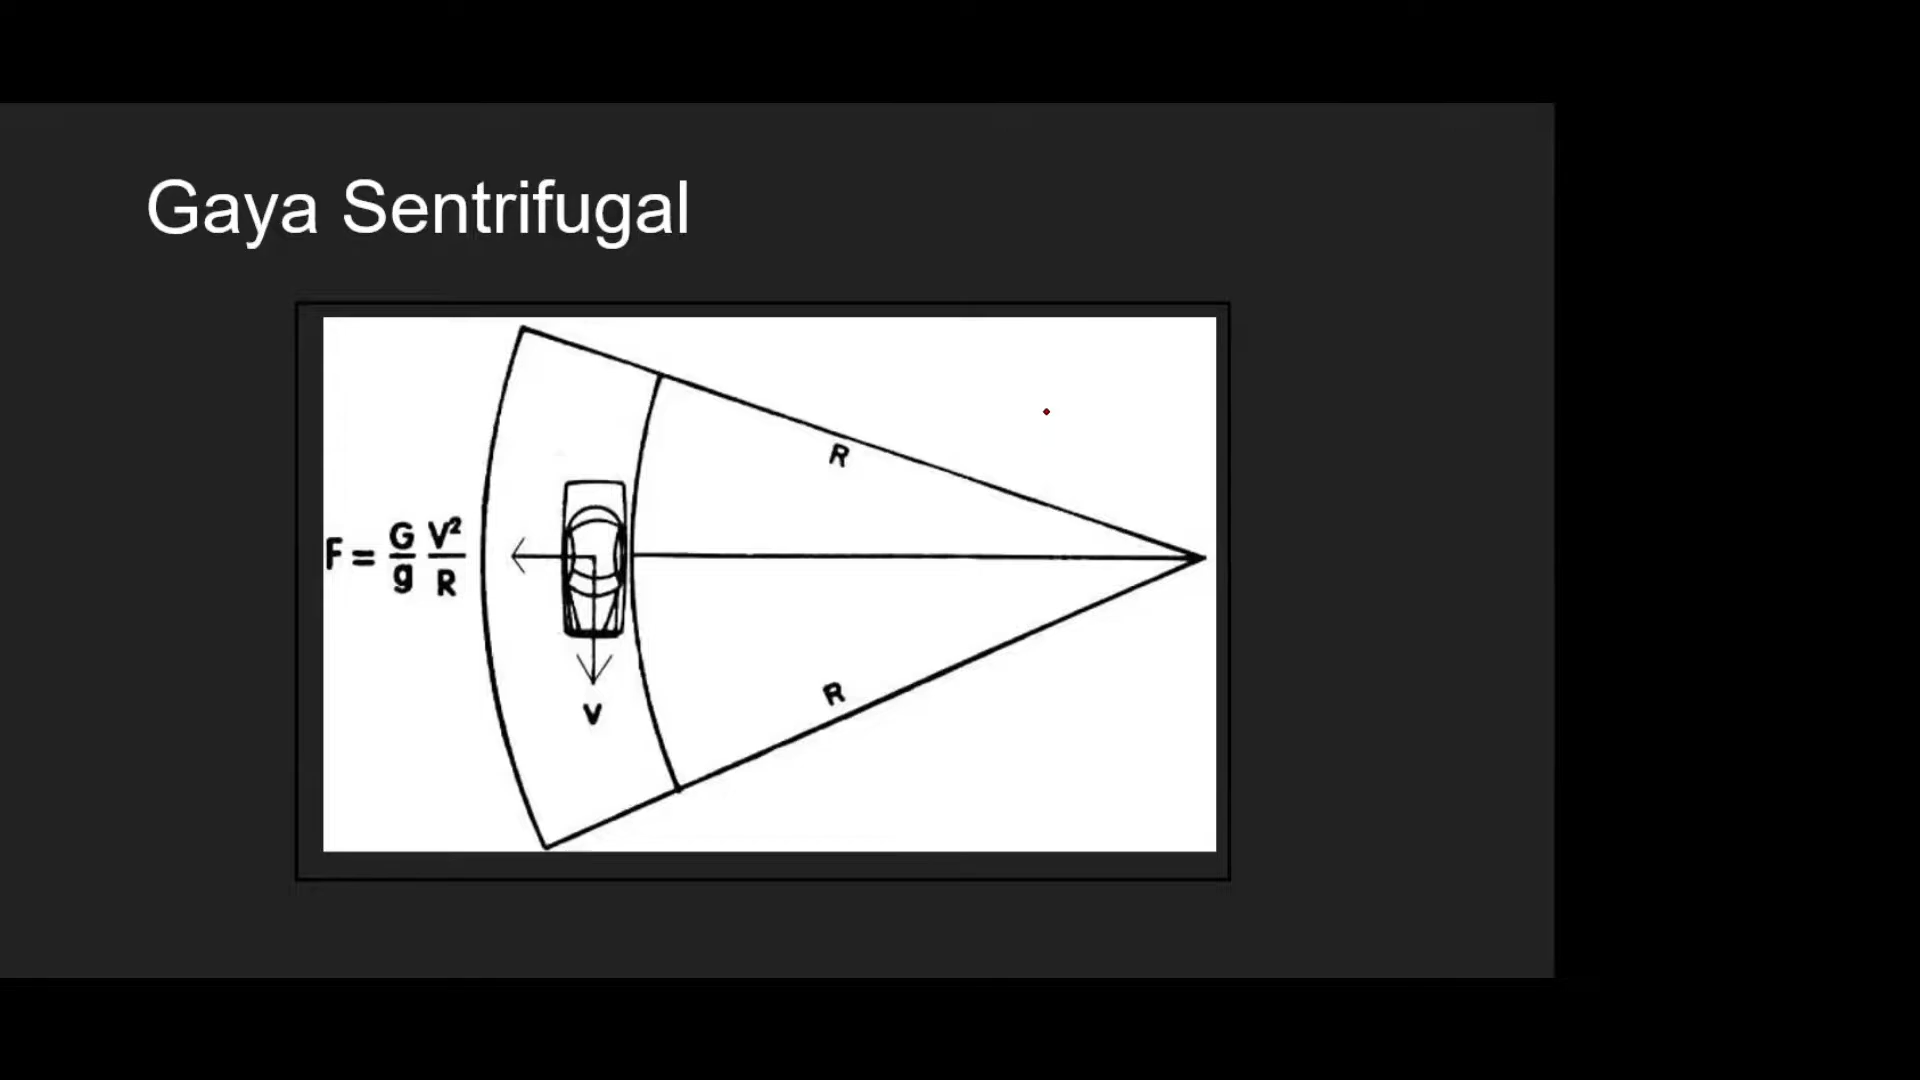 Gaya Sentrifugal
R
F = G/g V²/R
V
R